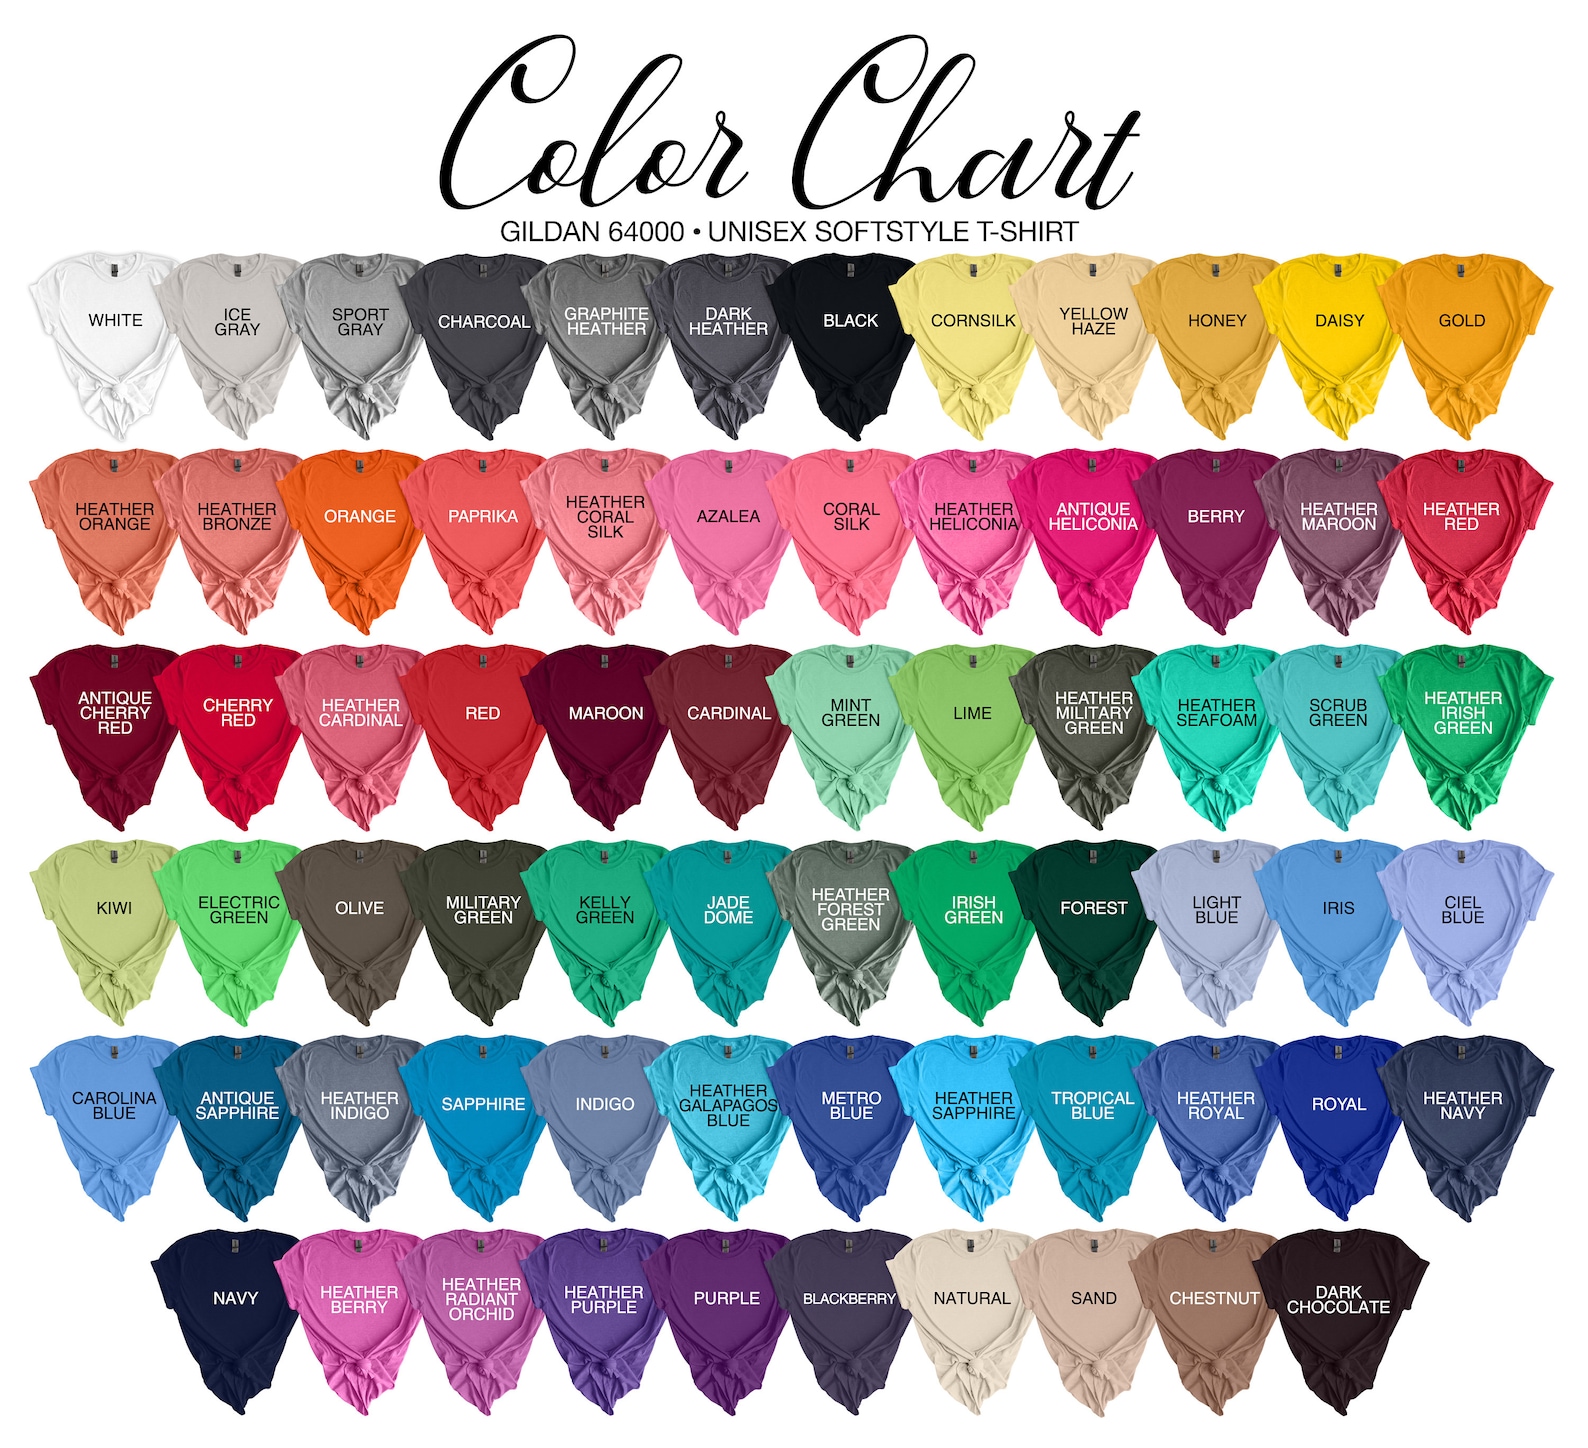 Color Chart
GILDAN 64000 • UNISEX SOFTSTYLE T-SHIRT
WHITE
ICE
GRAY
SPORT
GRAY
CHARCOAL
GRAPHITE
HEATHER
DARK
HEATHER
BLACK
CORNSILK
YELLOW
HAZE
HONEY
DAISY
GOLD
HEATHER
ORANGE
HEATHER
BRONZE
ORANGE
PAPRIKA
HEATHER
CORAL
SILK
AZALEA
CORAL
SILK
HEATHER
HELICONIA
ANTIQUE
HELICONIA
BERRY
HEATHER
MAROON
HEATHER
RED
ANTIQUE
CHERRY
RED
CHERRY
RED
HEATHER
CARDINAL
RED
MAROON
CARDINAL
MINT
GREEN
LIME
HEATHER
MILITARY
GREEN
HEATHER
SEAFOAM
SCRUB
GREEN
HEATHER
IRISH
GREEN
KIWI
ELECTRIC
GREEN
OLIVE
MILITARY
GREEN
KELLY
GREEN
JADE
DOME
HEATHER
FOREST
GREEN
IRISH
GREEN
FOREST
LIGHT
BLUE
IRIS
CIEL
BLUE
CAROLINA
BLUE
ANTIQUE
SAPPHIRE
HEATHER
INDIGO
SAPPHIRE
INDIGO
HEATHER
GALAPAGOS
BLUE
METRO
BLUE
HEATHER
SAPPHIRE
TROPICAL
BLUE
HEATHER
ROYAL
ROYAL
HEATHER
NAVY
NAVY
HEATHER
BERRY
HEATHER
RADIANT
ORCHID
HEATHER
PURPLE
PURPLE
BLACKBERRY
NATURAL
SAND
CHESTNUT
DARK
CHOCOLATE